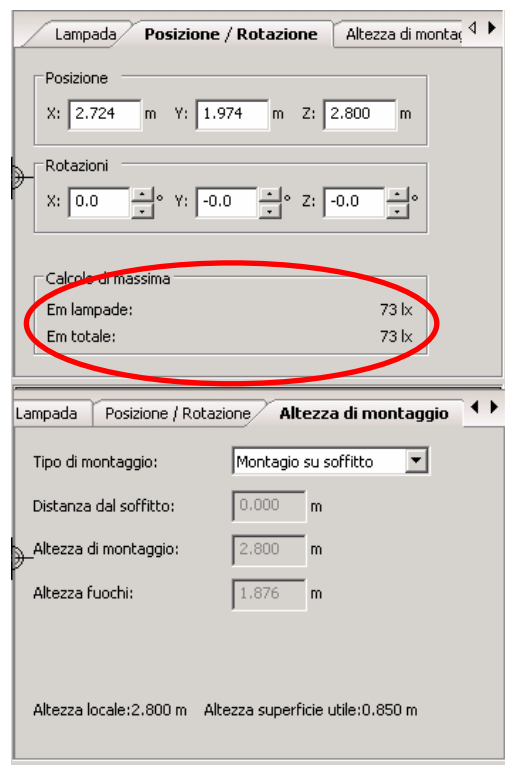 Lampada Posizione / Rotazione Altezza di montag
Posizione
X: 2.724 m Y: 1.974 m Z: 2.800 m
Rotazioni
X: 0.0 ° Y: -0.0 ° Z: -0.0 °
Calcolo di massima
Em lampade: 73 lx
Em totale: 73 lx
Lampada Posizione / Rotazione Altezza di montaggio
Tipo di montaggio: Montagio su soffitto
Distanza dal soffitto: 0.000 m
Altezza di montaggio: 2.800 m
Altezza fuochi: 1.876 m
Altezza locale:2.800 m Altezza superficie utile:0.850 m